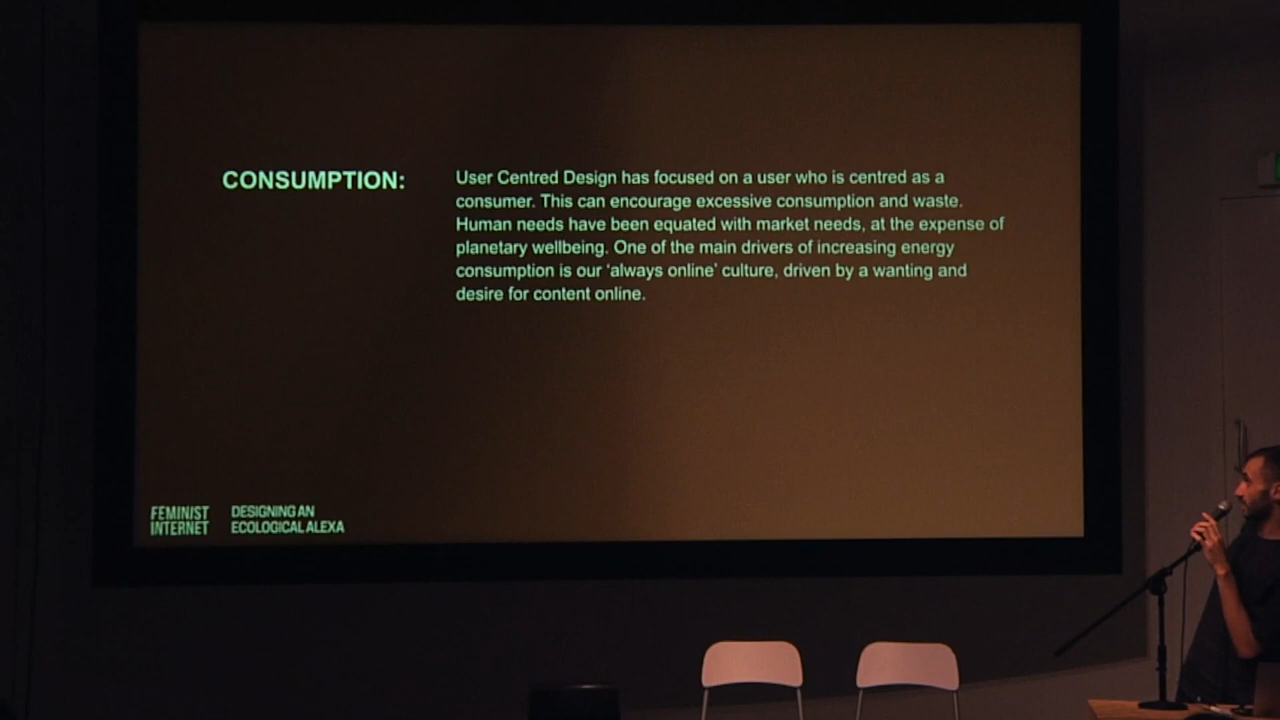 CONSUMPTION:
User Centred Design has focused on a user who is centred as a
consumer. This can encourage excessive consumption and waste.
Human needs have been equated with market needs, at the expense of
planetary wellbeing. One of the main drivers of increasing energy
consumption is our ‘always online’ culture, driven by a wanting and
desire for content online.
FEMINIST
INTERNET
DESIGNING AN
ECOLOGICAL ALEXA